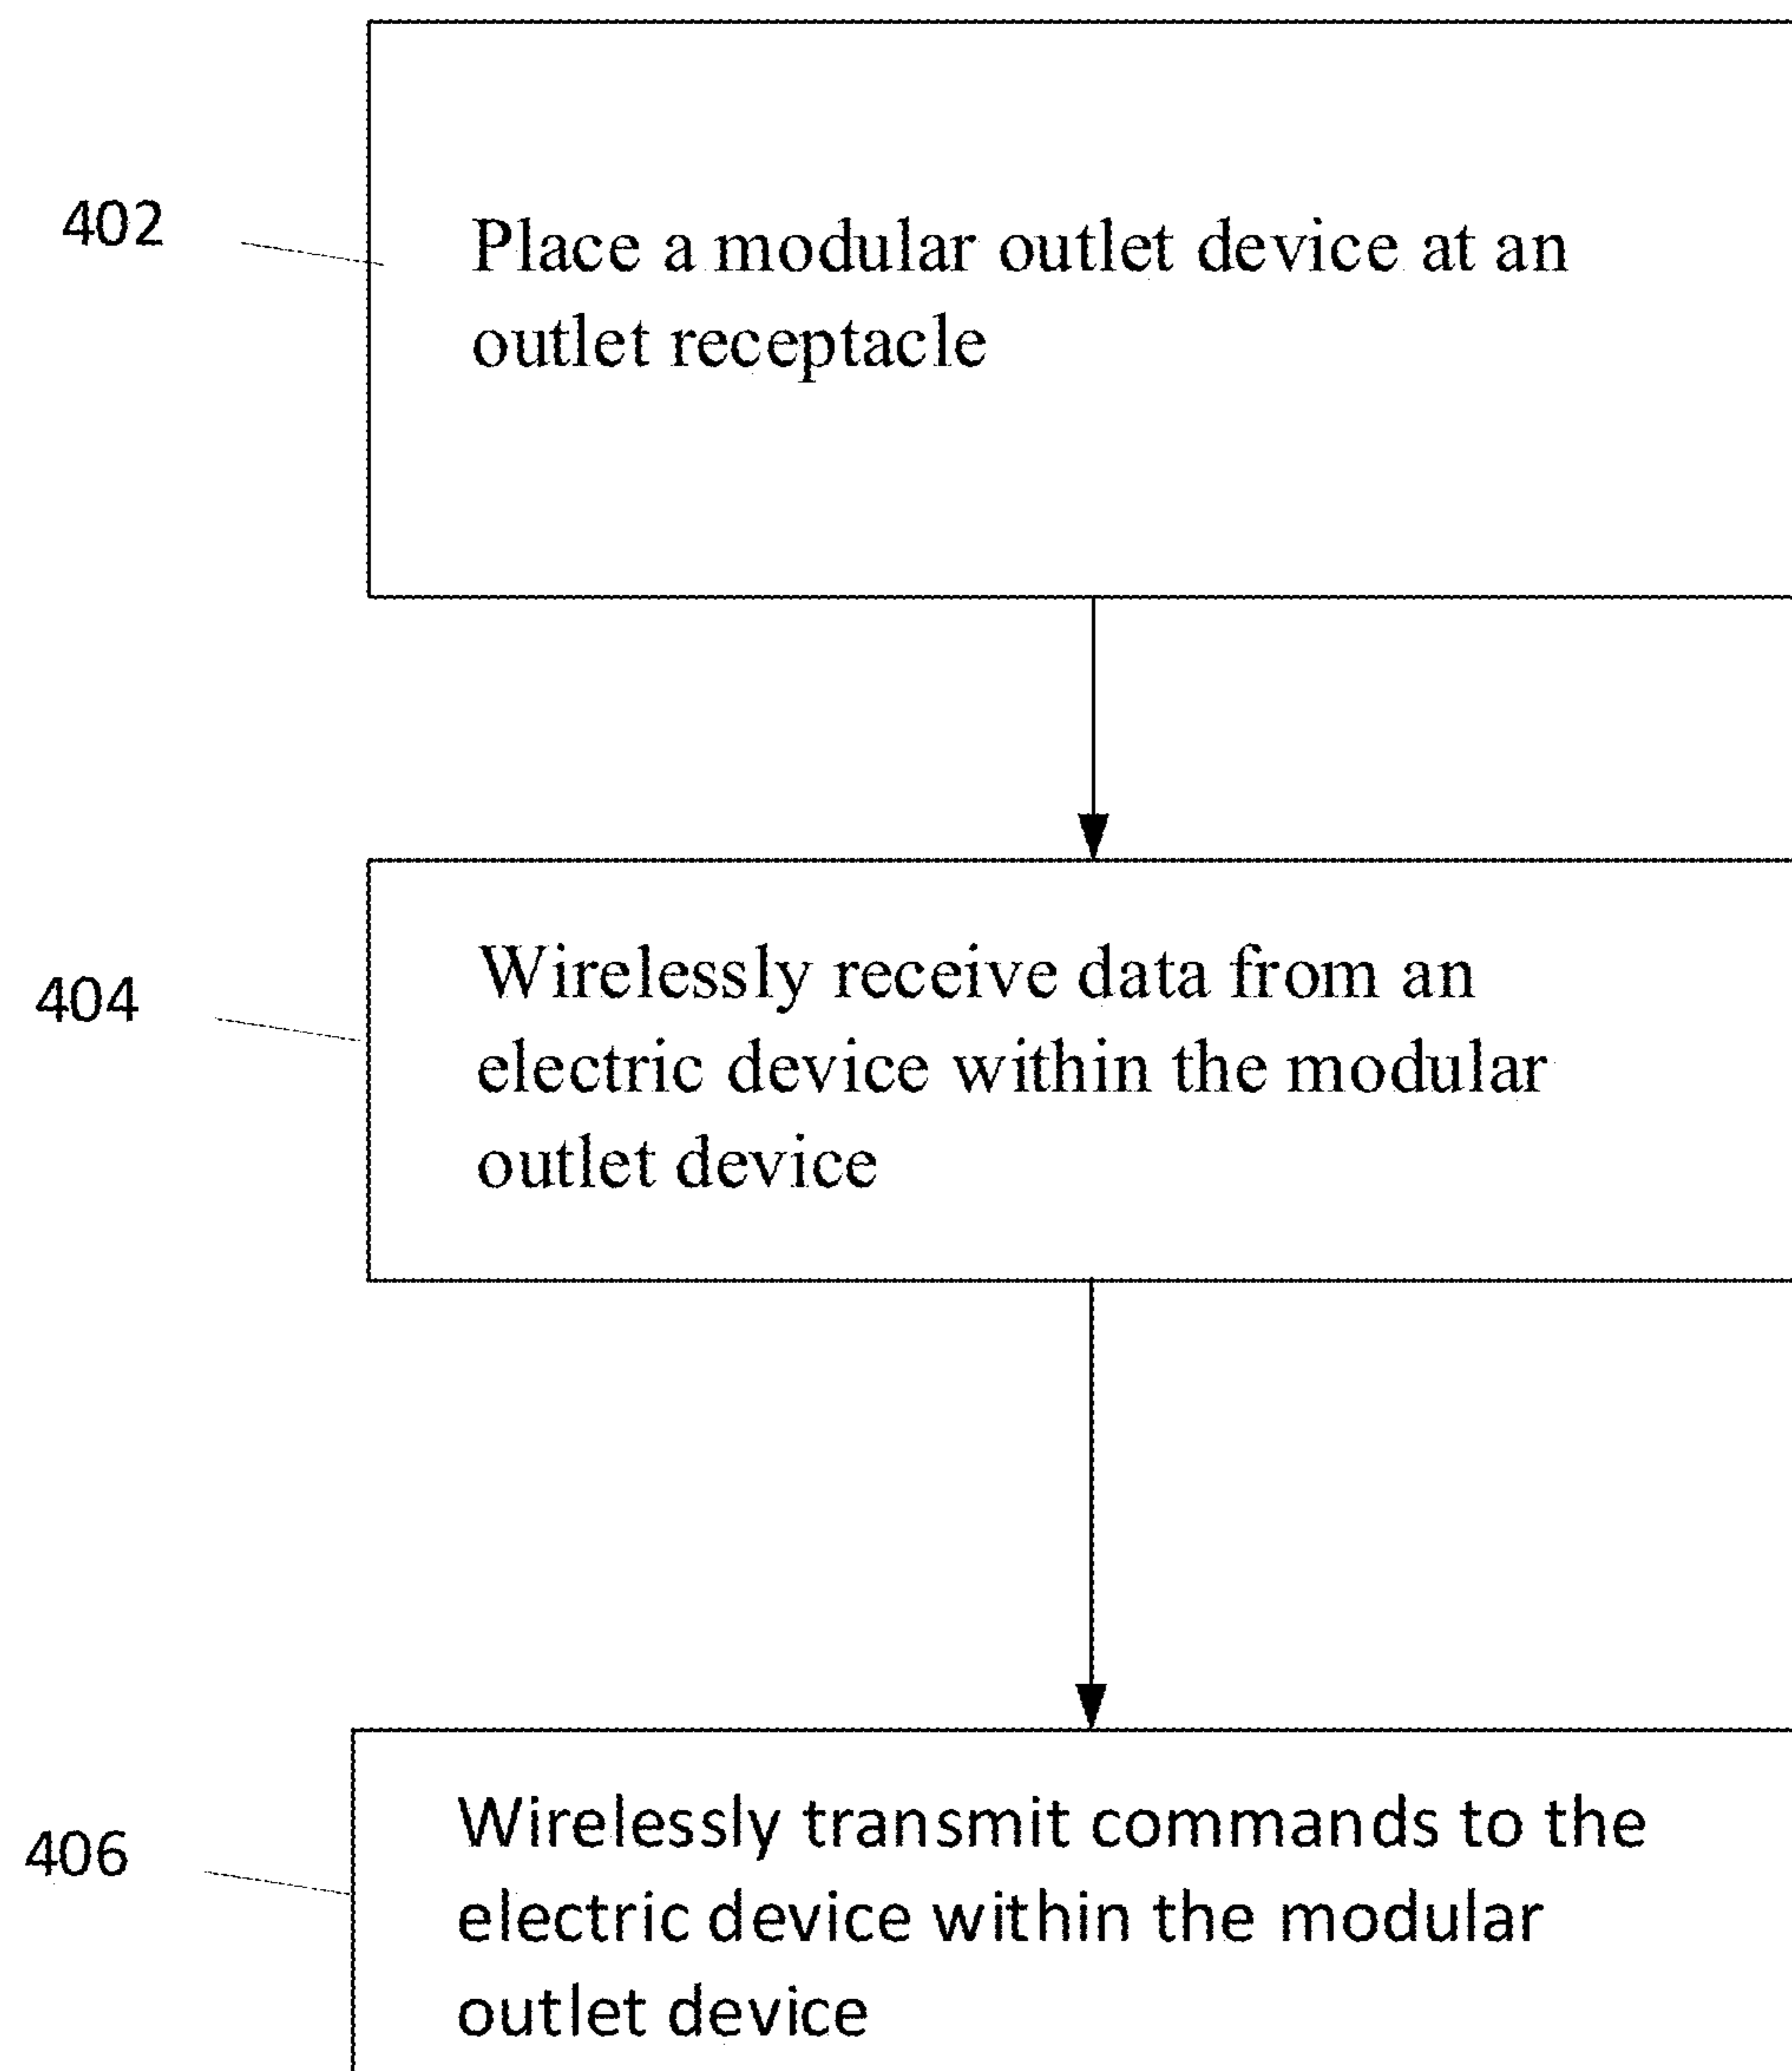 402
Place a modular outlet device at an
outlet receptacle
404
Wirelessly receive data from an
electric device within the modular
outlet device
406
Wirelessly transmit commands to the
electric device within the modular
outlet device